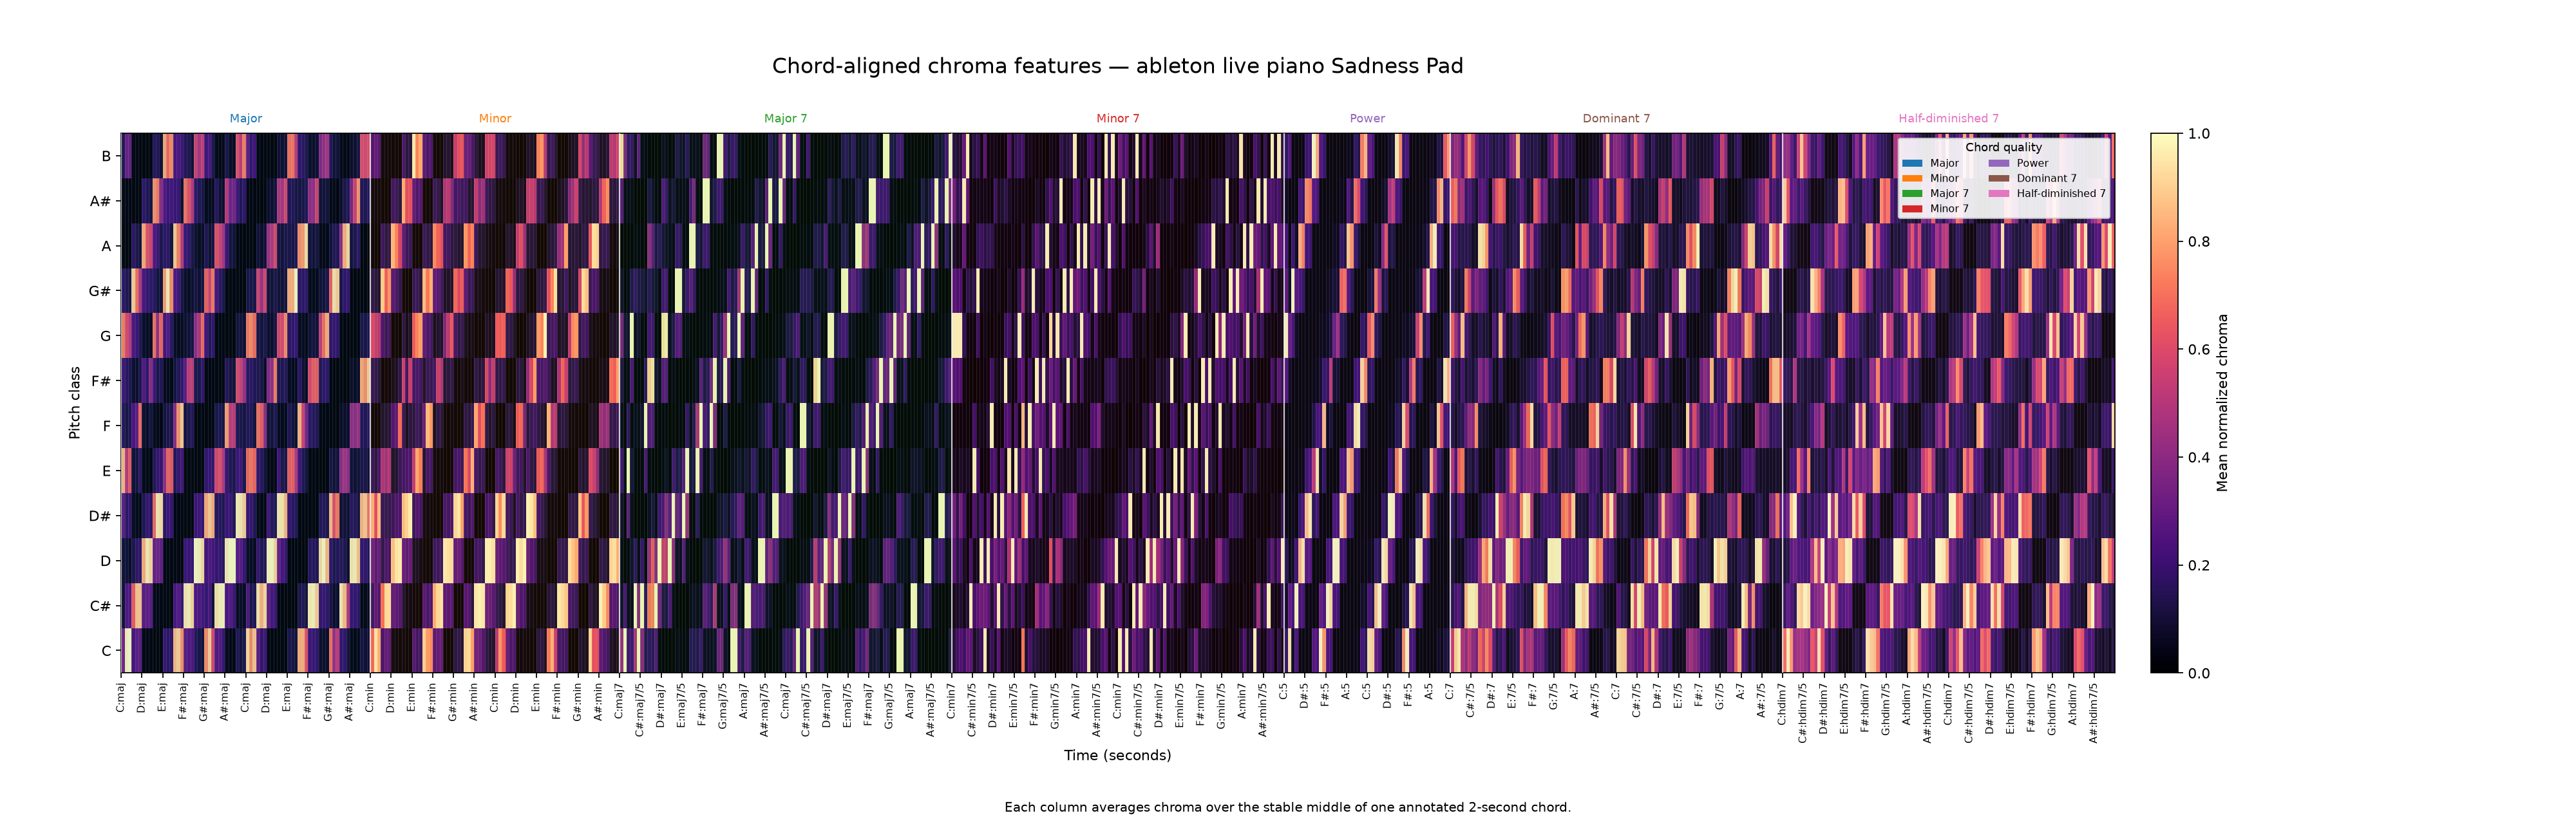 Chord-aligned chroma features — ableton live piano Sadness Pad
Major Minor Major 7 Minor 7 Power Dominant 7 Half-diminished 7
Chord quality
Major Power
Minor Dominant 7
Major 7 Half-diminished 7
Minor 7
Pitch class
B
A#
A
G#
G
F#
F
E
D#
D
C#
C
1.0
0.8
0.6
0.4
0.2
0.0
Mean normalized chroma
C:maj D:maj E:maj F#:maj G#:maj A#:maj C:maj D:maj E:maj F#:maj G#:maj A#:maj C:min D:min E:min F#:min G#:min A#:min C:min D:min E:min F#:min G#:min A#:min C:maj7 C#:maj7/5 D#:maj7 E:maj7/5 F#:maj7 G:maj7/5 A:maj7 A#:maj7/5 C:maj7 C#:maj7/5 D#:maj7 E:maj7/5 F#:maj7 G:maj7/5 A:maj7 A#:maj7/5 C:min7 C#:min7/5 D#:min7 E:min7/5 F#:min7 G:min7/5 A:min7 A#:min7/5 C:min7 C#:min7/5 D#:min7 E:min7/5 F#:min7 G:min7/5 A:min7 A#:min7/5 C:5 D#:5 F#:5 A:5 C:5 D#:5 F#:5 A:5 C:7 C#:7/5 D#:7 E:7/5 F#:7 G:7/5 A:7 A#:7/5 C:7 C#:7/5 D#:7 E:7/5 F#:7 G:7/5 A:7 A#:7/5 C:hdim7 C#:hdim7/5 D#:hdim7 E:hdim7/5 F#:hdim7 G:hdim7/5 A:hdim7 A#:hdim7/5 C:hdim7 C#:hdim7/5 D#:hdim7 E:hdim7/5 F#:hdim7 G:hdim7/5 A:hdim7 A#:hdim7/5
Time (seconds)
Each column averages chroma over the stable middle of one annotated 2-second chord.